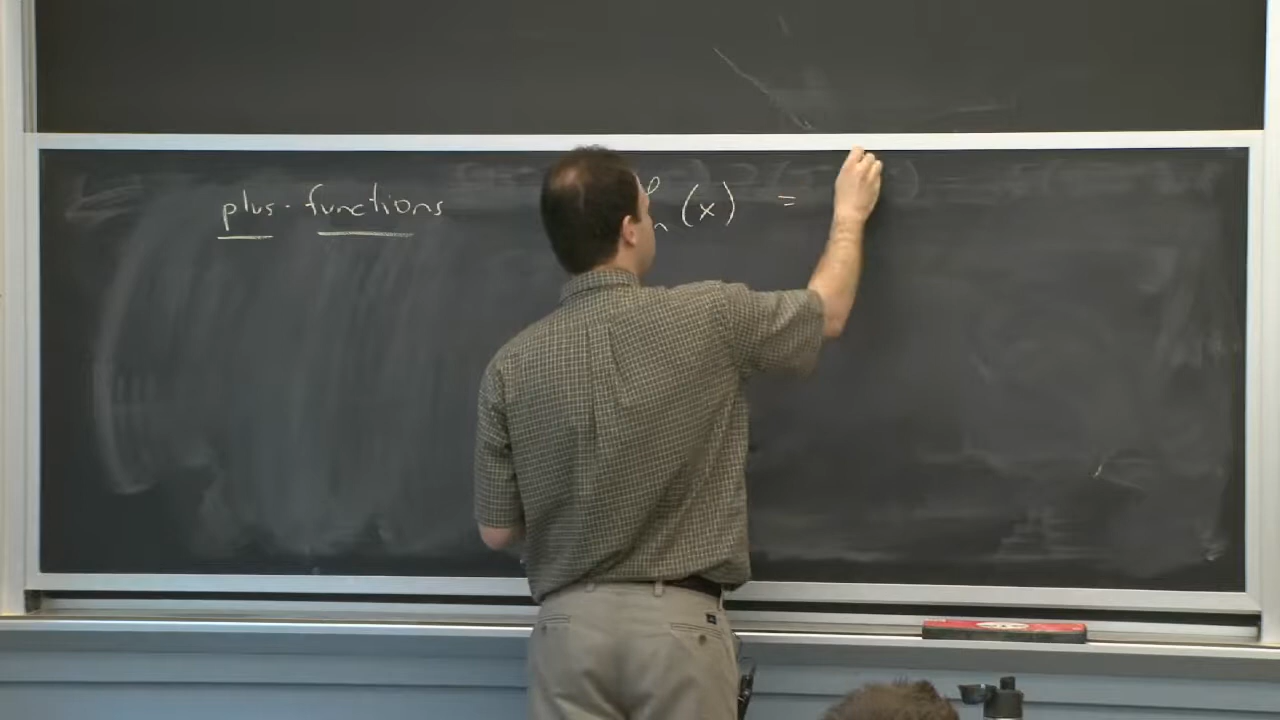 plus-functions n (x) =